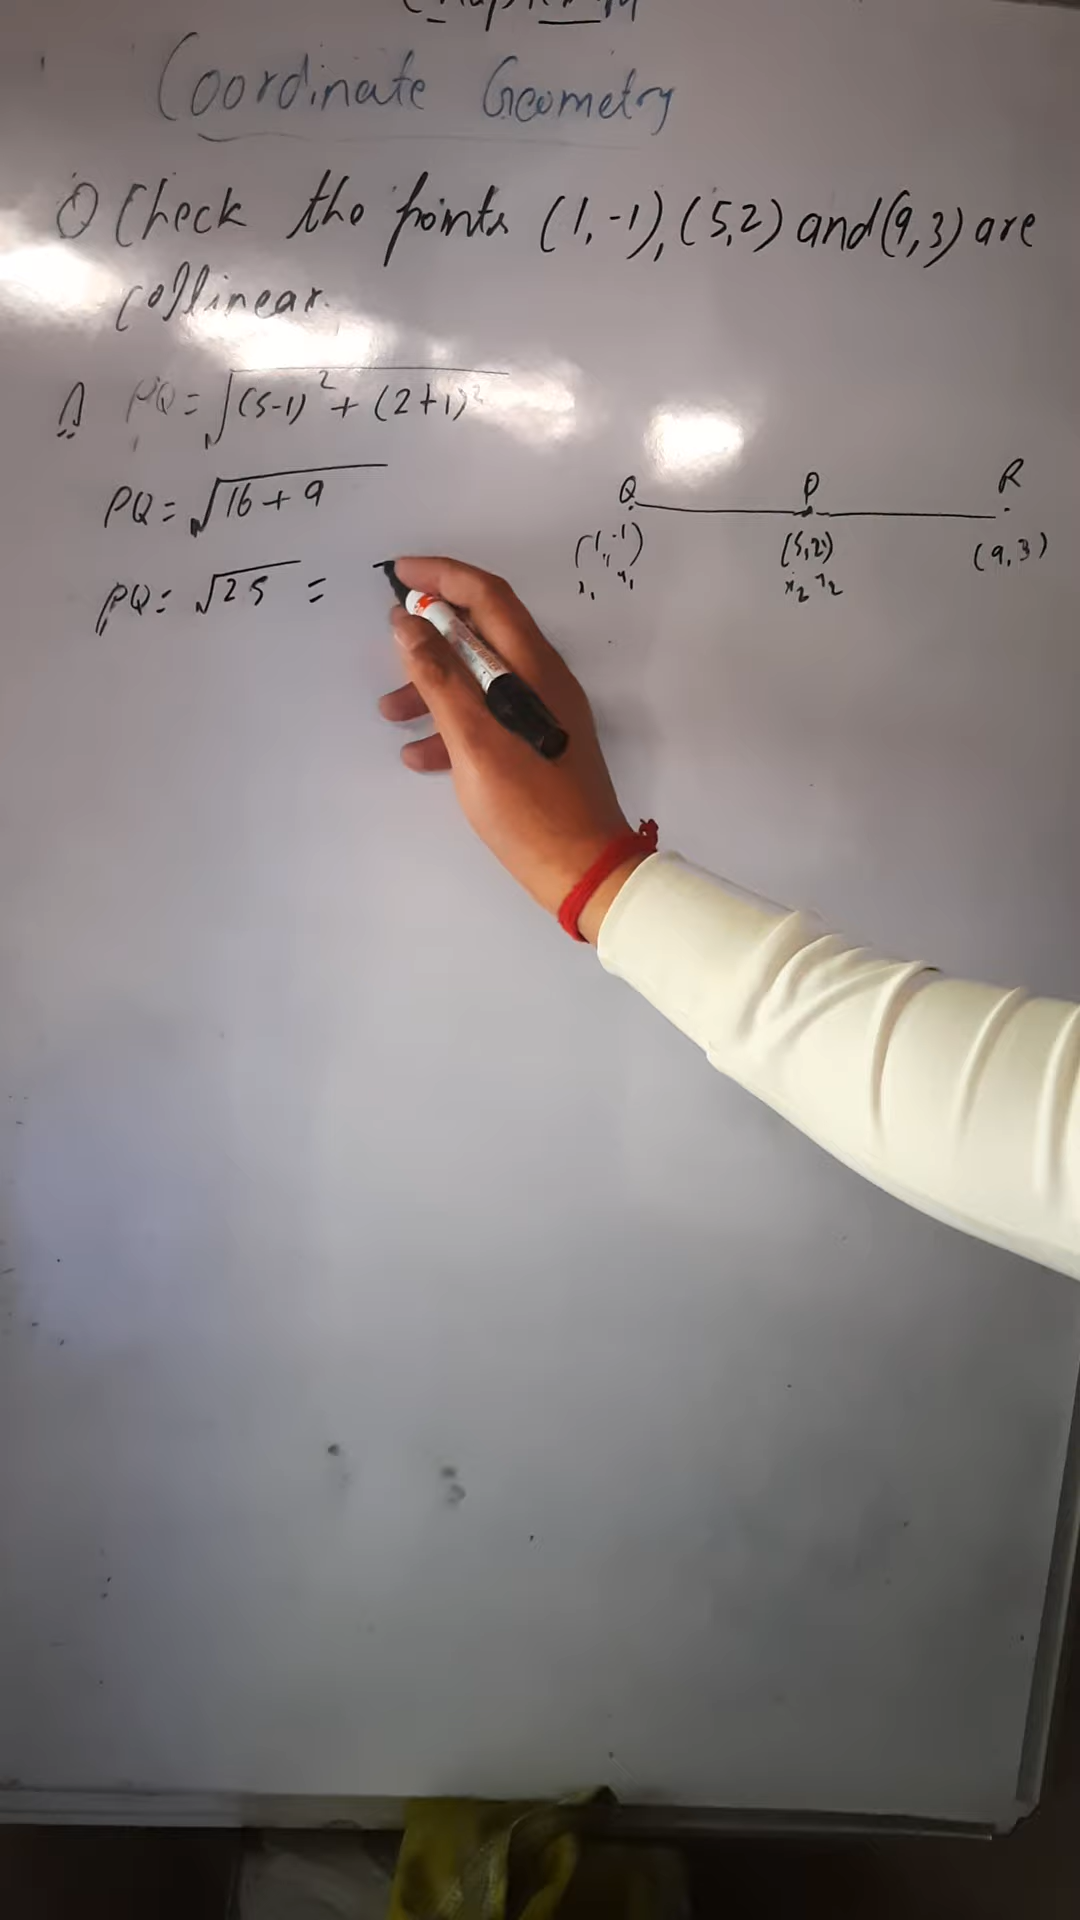 Coordinate Geometry
Q Check the points (1,-1), (5,2) and (9,3) are
collinear.
A PQ = √(5-1)² + (2+1)²
PQ = √16 + 9
PQ = √25 =
Q P R
(1,-1) (5,2) (9,3)
x₁ y₁ x₂ y₂